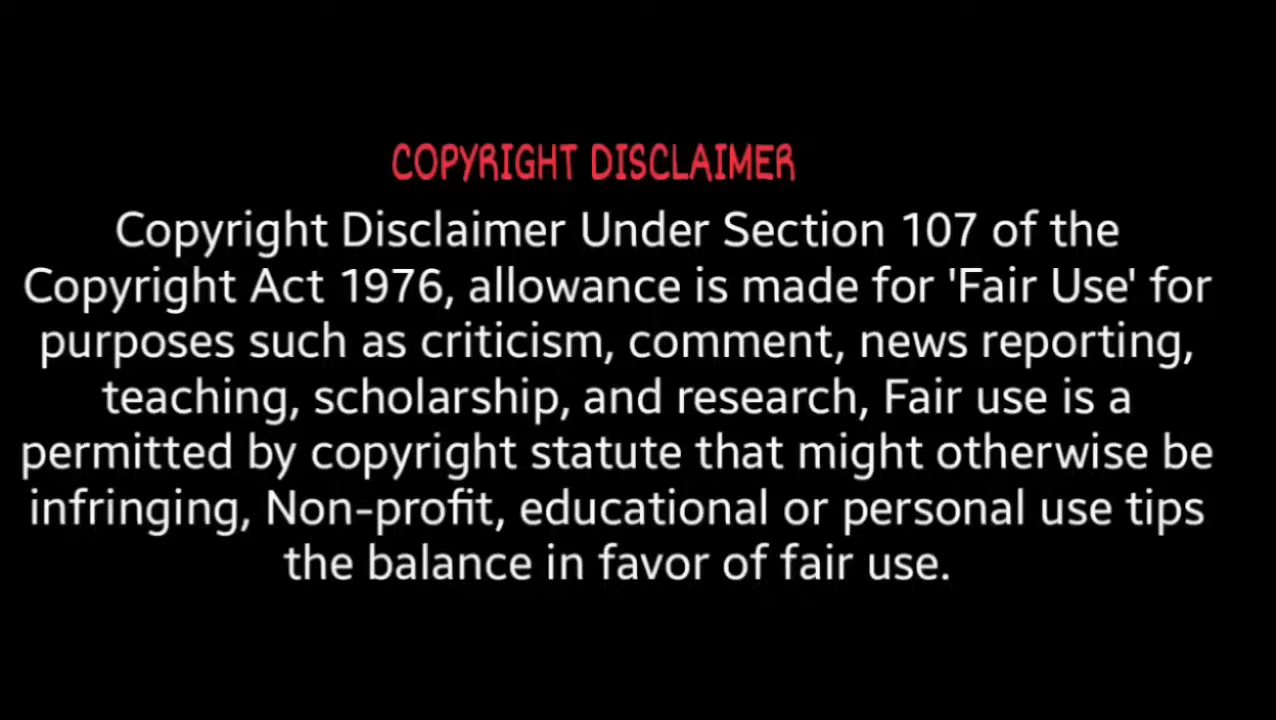 COPYRIGHT DISCLAIMER
Copyright Disclaimer Under Section 107 of the
Copyright Act 1976, allowance is made for 'Fair Use' for
purposes such as criticism, comment, news reporting,
teaching, scholarship, and research, Fair use is a
permitted by copyright statute that might otherwise be
infringing, Non-profit, educational or personal use tips
the balance in favor of fair use.